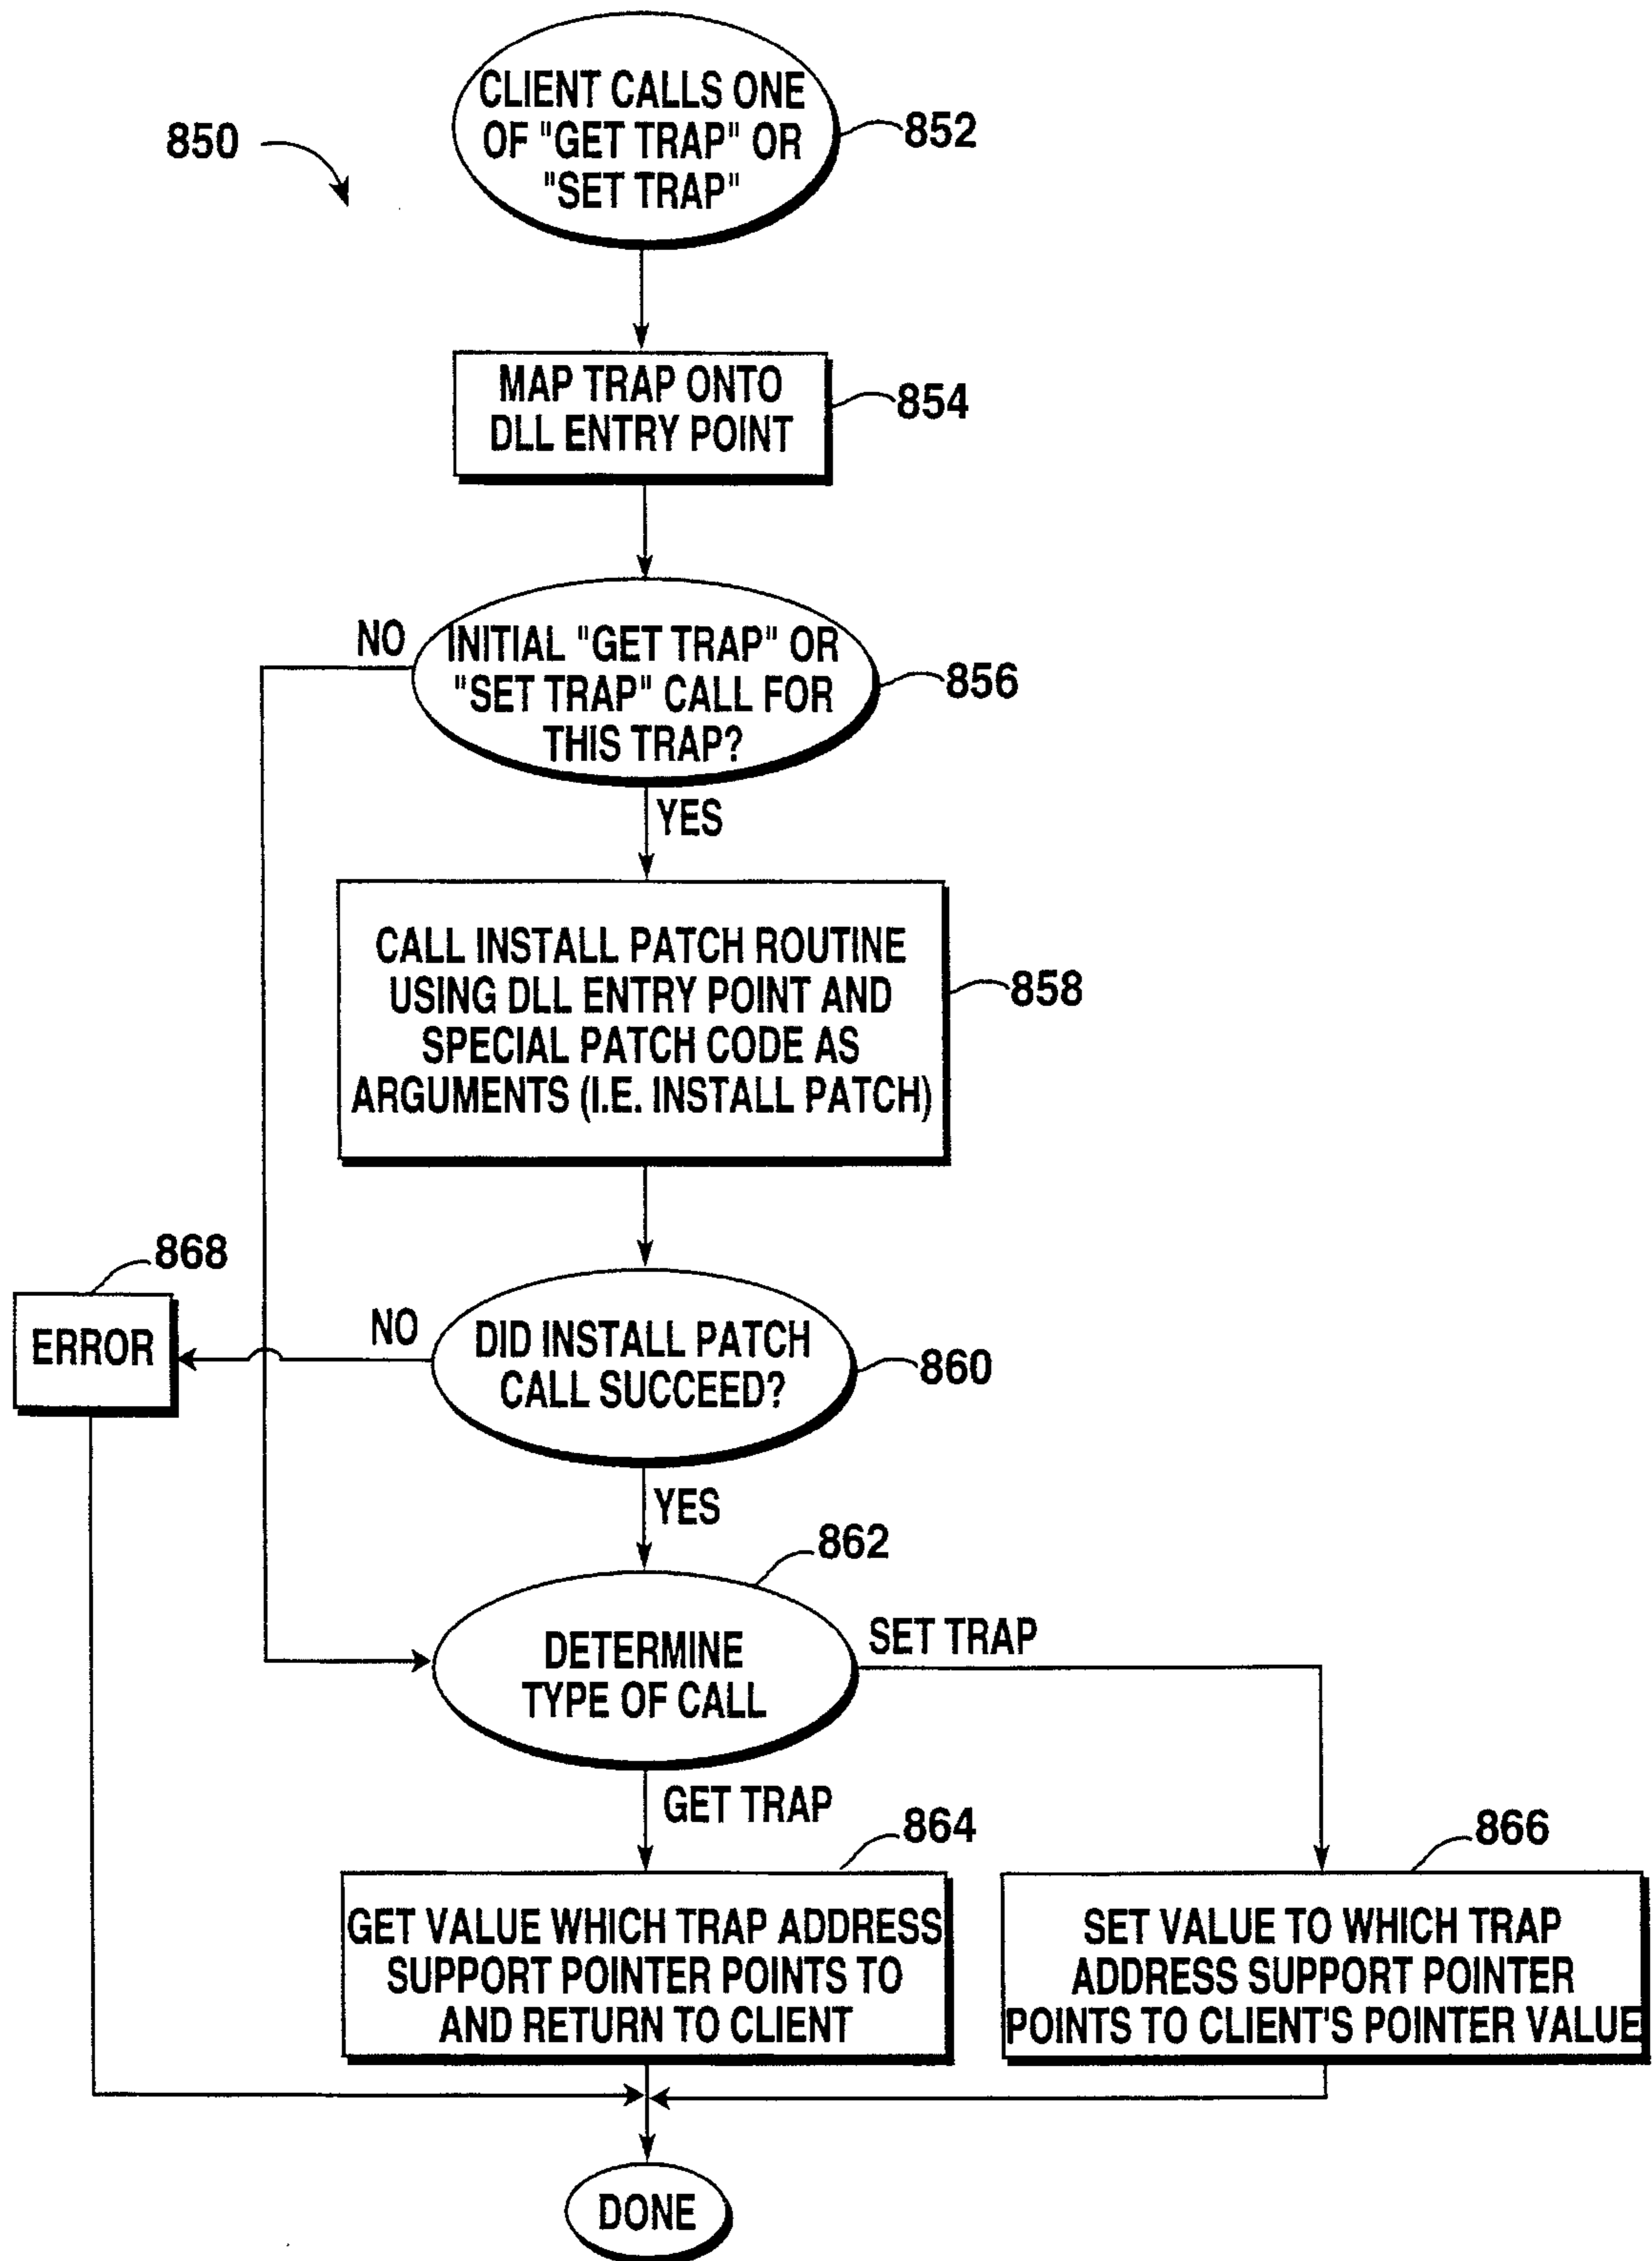 CLIENT CALLS ONE
OF "GET TRAP" OR
"SET TRAP"
852
850
MAP TRAP ONTO
DLL ENTRY POINT
854
NO
INITIAL "GET TRAP" OR
"SET TRAP" CALL FOR
THIS TRAP?
856
YES
CALL INSTALL PATCH ROUTINE
USING DLL ENTRY POINT AND
SPECIAL PATCH CODE AS
ARGUMENTS (I.E. INSTALL PATCH)
858
868
ERROR
NO
DID INSTALL PATCH
CALL SUCCEED?
860
YES
862
DETERMINE
TYPE OF CALL
SET TRAP
GET TRAP
864
GET VALUE WHICH TRAP ADDRESS
SUPPORT POINTER POINTS TO
AND RETURN TO CLIENT
866
SET VALUE TO WHICH TRAP
ADDRESS SUPPORT POINTER
POINTS TO CLIENT'S POINTER VALUE
DONE